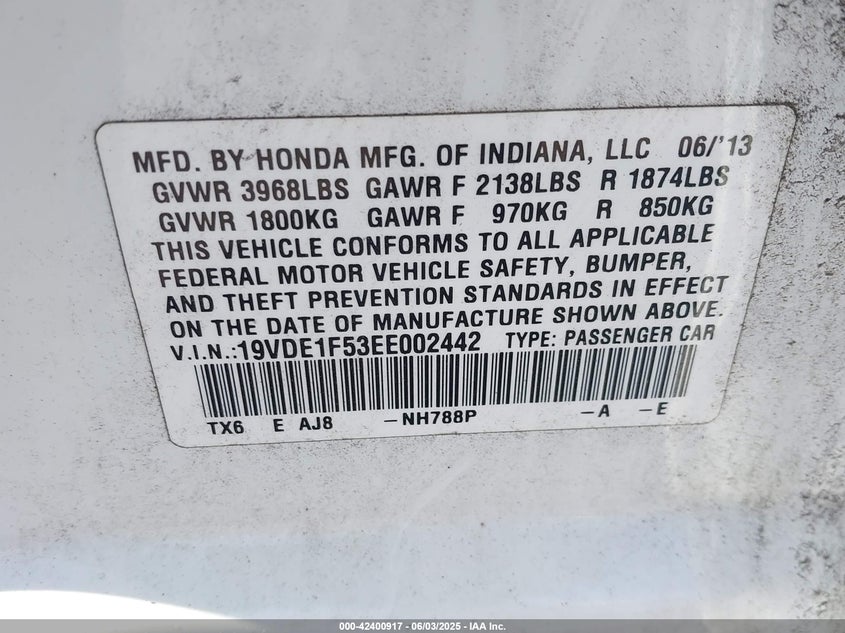 MFD. BY HONDA MFG. OF INDIANA, LLC 06/'13
GVWR 3968LBS GAWR F 2138LBS R 1874LBS
GVWR 1800KG GAWR F 970KG R 850KG
THIS VEHICLE CONFORMS TO ALL APPLICABLE
FEDERAL MOTOR VEHICLE SAFETY, BUMPER,
AND THEFT PREVENTION STANDARDS IN EFFECT
ON THE DATE OF MANUFACTURE SHOWN ABOVE.
V.I.N.:19VDE1F53EE002442 TYPE: PASSENGER CAR
TX6 E AJ8 -NH788P -A -E
000-42400917 - 06/03/2025 - IAA Inc.